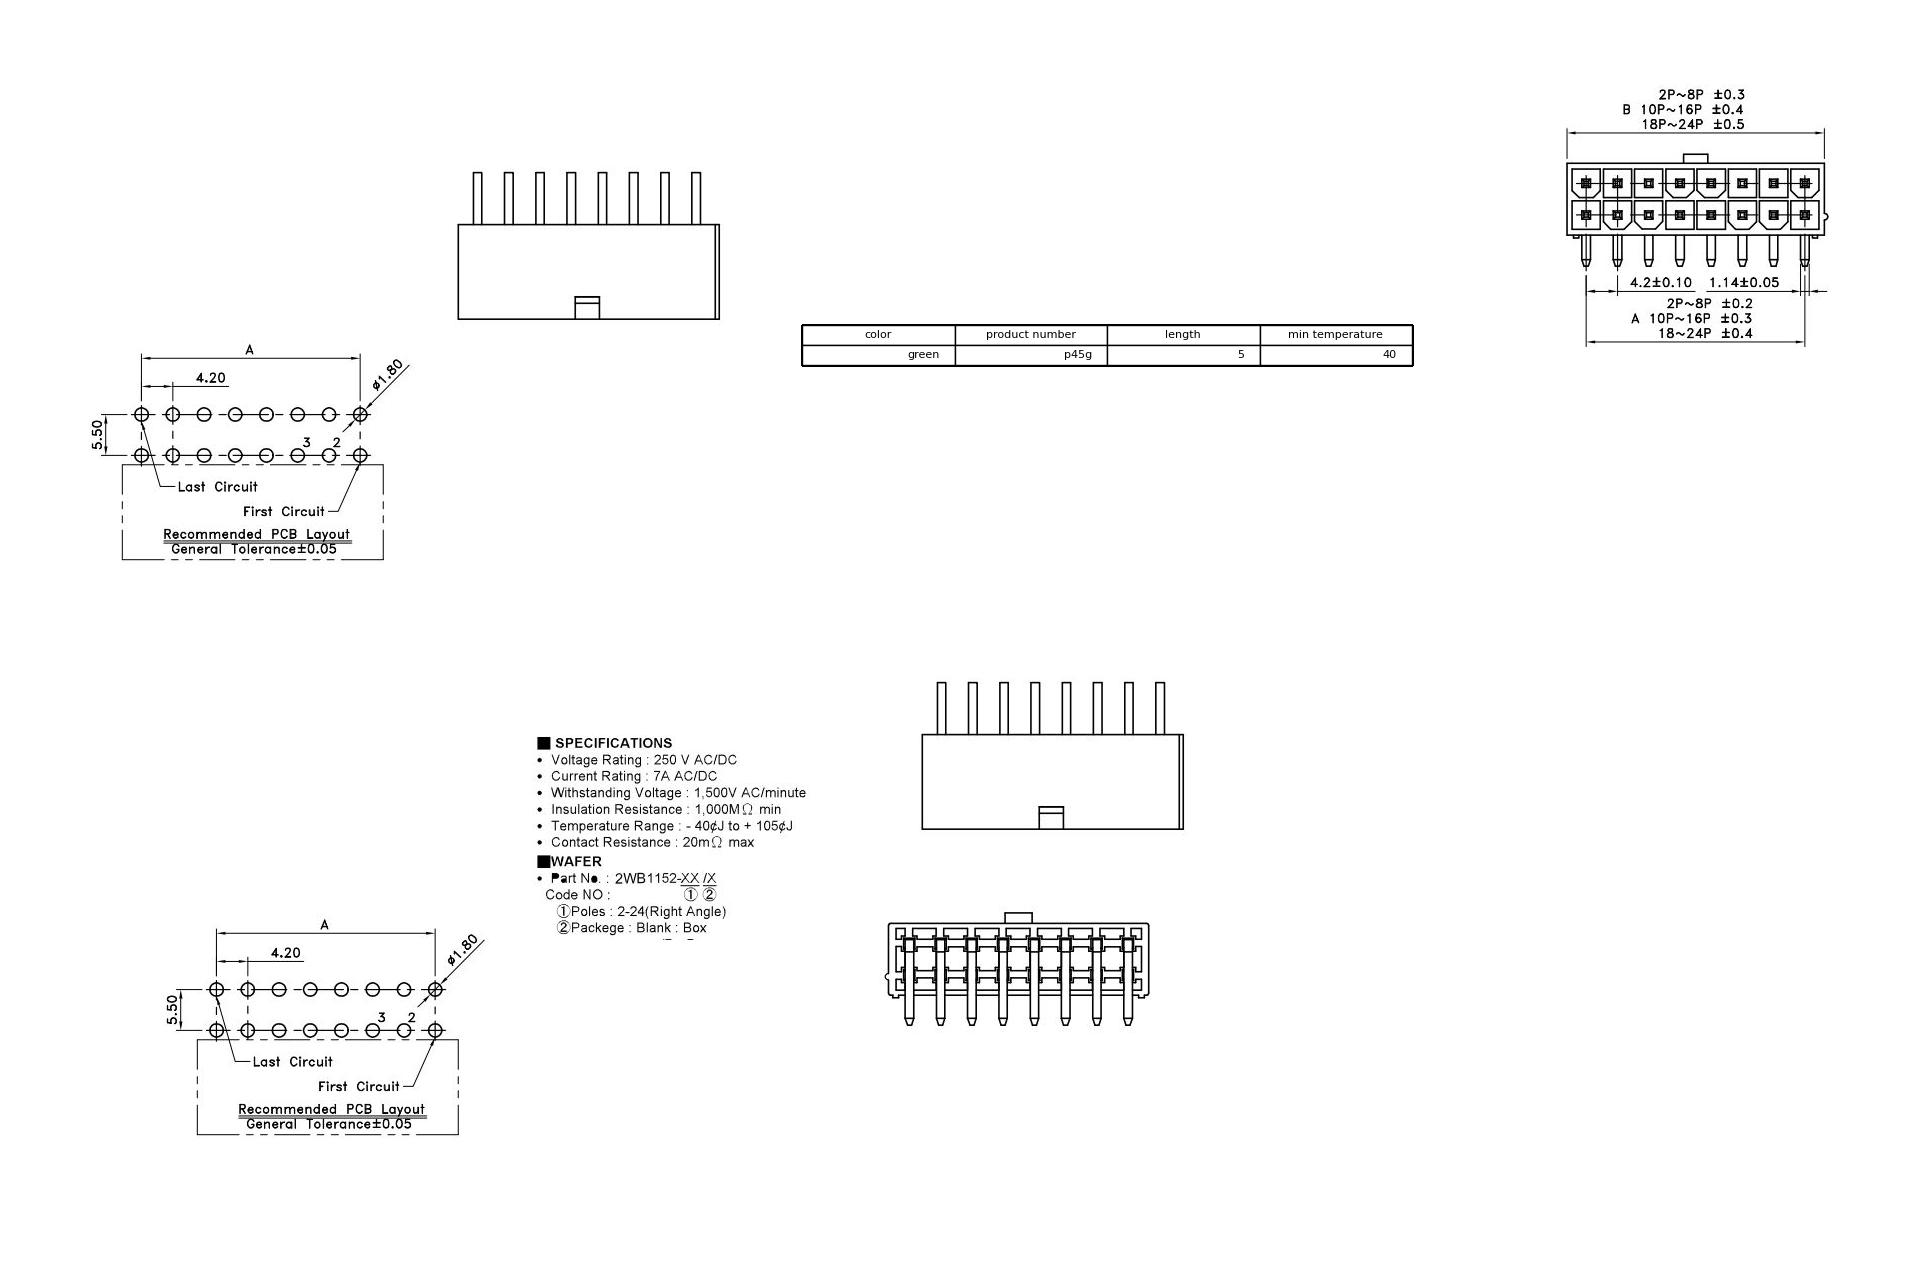 2P~8P ±0.3
B 10P~16P ±0.4
18P~24P ±0.5
4.2±0.10 1.14±0.05
2P~8P ±0.2
A 10P~16P ±0.3
18~24P ±0.4
color product number length min temperature
green p45g 5 40
A
4.20
ø1.80
5.50
3 2
Last Circuit
First Circuit
Recommended PCB Layout
General Tolerance±0.05
■ SPECIFICATIONS
• Voltage Rating : 250 V AC/DC
• Current Rating : 7A AC/DC
• Withstanding Voltage : 1,500V AC/minute
• Insulation Resistance : 1,000MΩ min
• Temperature Range : - 40¢J to + 105¢J
• Contact Resistance : 20mΩ max
■WAFER
• Part No. : 2WB1152-XX /X
Code NO : ① ②
①Poles : 2-24(Right Angle)
②Packege : Blank : Box
A
4.20
ø1.80
5.50
3 2
Last Circuit
First Circuit
Recommended PCB Layout
General Tolerance±0.05